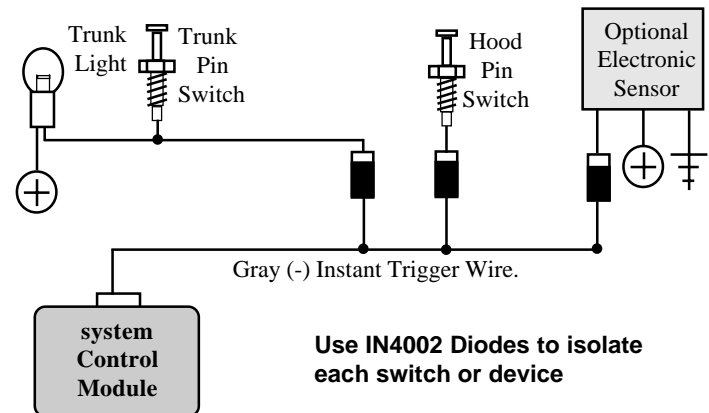 Trunk
Light
Trunk
Pin
Switch
Hood
Pin
Switch
Optional
Electronic
Sensor
Gray (-) Instant Trigger Wire.
system
Control
Module
Use IN4002 Diodes to isolate
each switch or device